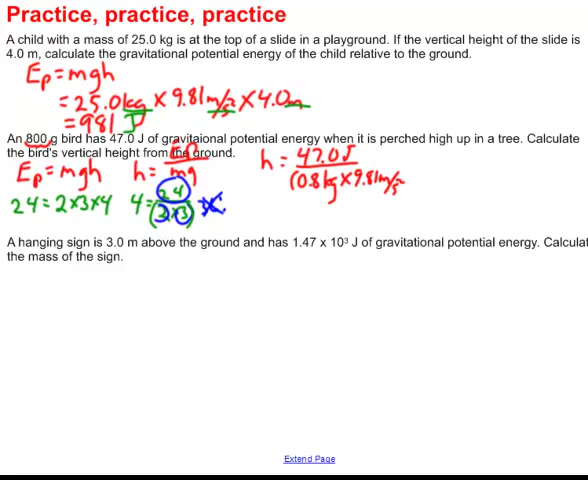 Practice, practice, practice
A child with a mass of 25.0 kg is at the top of a slide in a playground. If the vertical height of the slide is
4.0 m, calculate the gravitational potential energy of the child relative to the ground.
Ep = mgh
= 25.0kg × 9.81m/s² × 4.0m
= 981 J
An 800 g bird has 47.0 J of gravitaional potential energy when it is perched high up in a tree. Calculate
the bird's vertical height from the ground.
Ep = mgh h = Ep/mg h = 47.0J/(0.8kg × 9.81m/s²
24 = 2×3×4 4 = 24/(2×3)
A hanging sign is 3.0 m above the ground and has 1.47 x 10³ J of gravitational potential energy. Calculat
the mass of the sign.
Extend Page